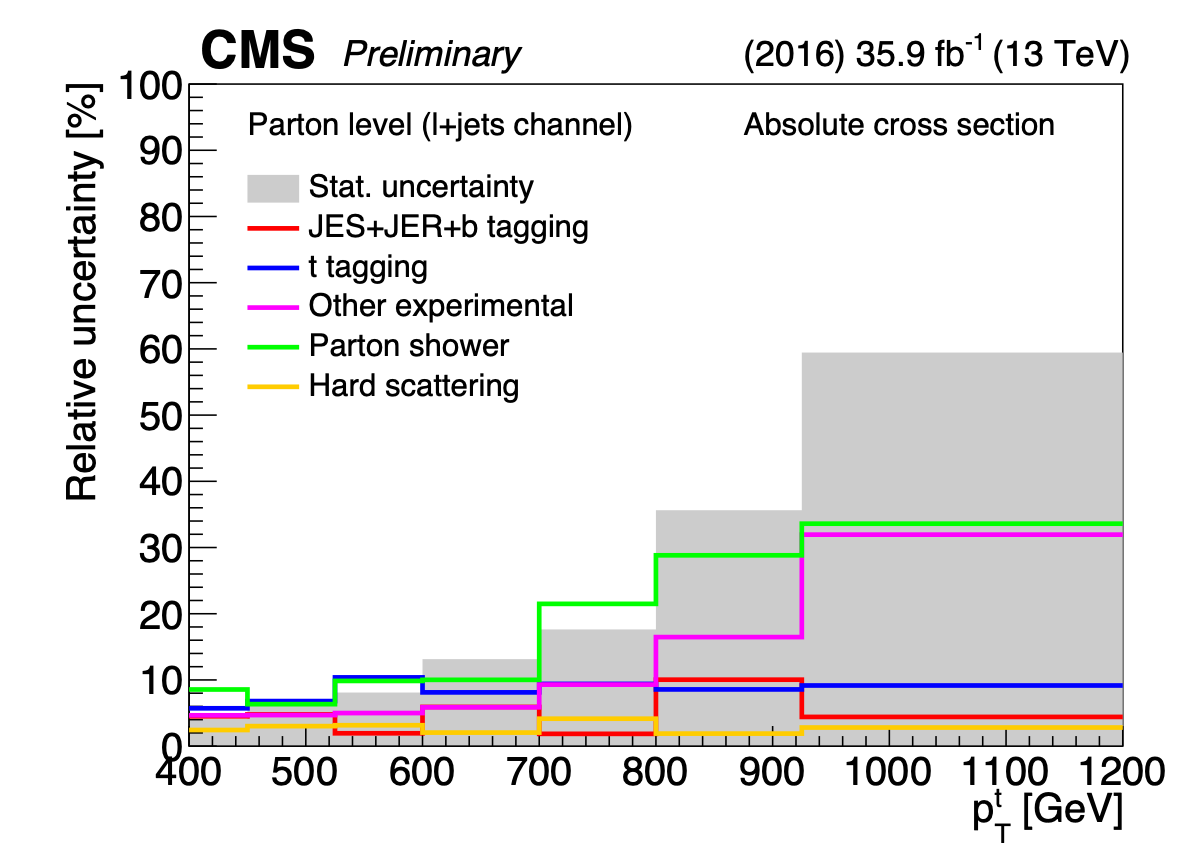 CMS Preliminary (2016) 35.9 fb⁻¹ (13 TeV)
Parton level (l+jets channel) Absolute cross section
Stat. uncertainty
JES+JER+b tagging
t tagging
Other experimental
Parton shower
Hard scattering
Relative uncertainty [%]
100
90
80
70
60
50
40
30
20
10
0
400 500 600 700 800 900 1000 1100 1200
p_T^t [GeV]